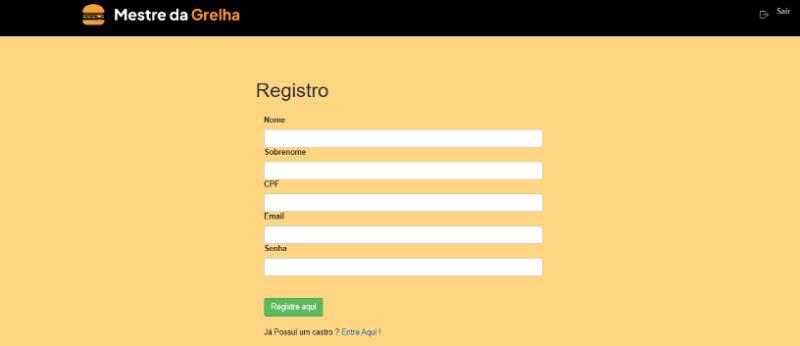 Mestre da Grelha
Sair
Registro
Nome
Sobrenome
CPF
Email
Senha
Registre aqui
Já Possui um castro ? Entre Aqui !